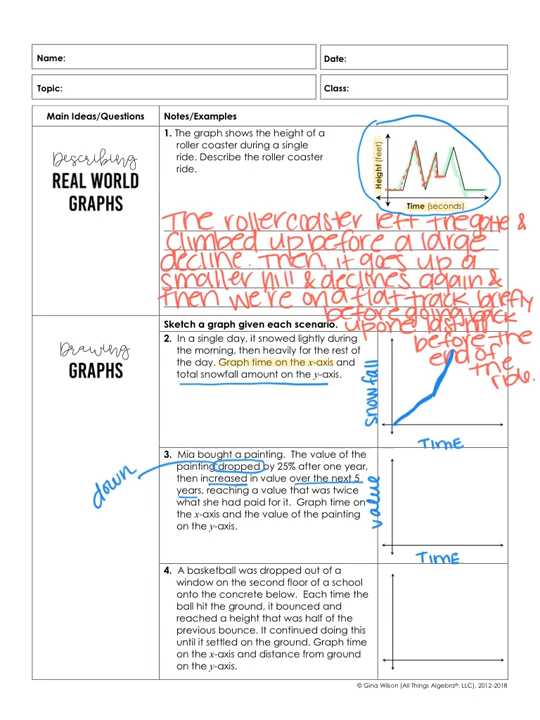 Name:
Date:
Topic:
Class:
Main Ideas/Questions
Notes/Examples
Describing
REAL WORLD
GRAPHS
1. The graph shows the height of a
roller coaster during a single
ride. Describe the roller coaster
ride.
Height (feet)
Time (seconds)
The rollercoaster left the gate &
climbed up before a large
decline. Then, it goes up a
smaller hill & declines again &
then we're on a flat track briefly
before going back
up one last hill
before the
end of
the
ride.
Drawing
GRAPHS
Sketch a graph given each scenario.
2. In a single day, it snowed lightly during
the morning, then heavily for the rest of
the day. Graph time on the x-axis and
total snowfall amount on the y-axis.
snowfall
TIME
3. Mia bought a painting. The value of the
painting dropped by 25% after one year,
then increased in value over the next 5
years, reaching a value that was twice
what she had paid for it. Graph time on
the x-axis and the value of the painting
on the y-axis.
down
value
TIME
4. A basketball was dropped out of a
window on the second floor of a school
onto the concrete below. Each time the
ball hit the ground, it bounced and
reached a height that was half of the
previous bounce. It continued doing this
until it settled on the ground. Graph time
on the x-axis and distance from ground
on the y-axis.
© Gina Wilson (All Things Algebra®, LLC), 2012-2018